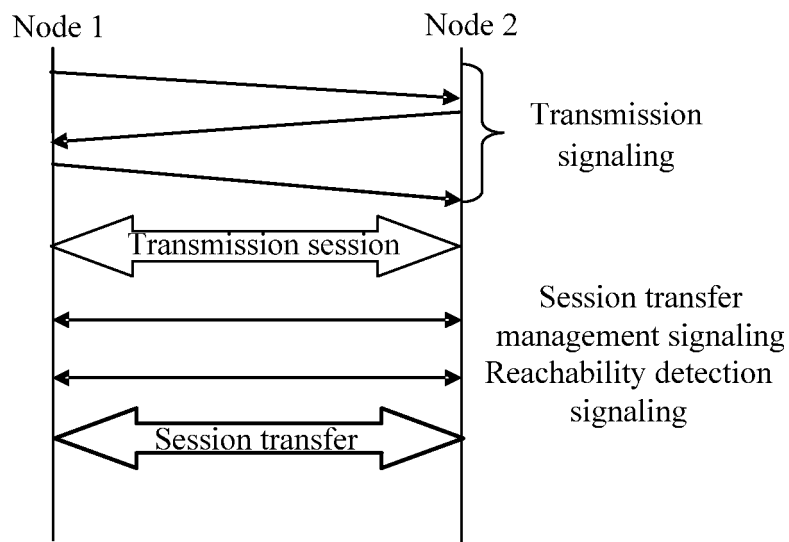 Node 1
Node 2
Transmission
signaling
Transmission session
Session transfer
management signaling
Reachability detection
signaling
Session transfer